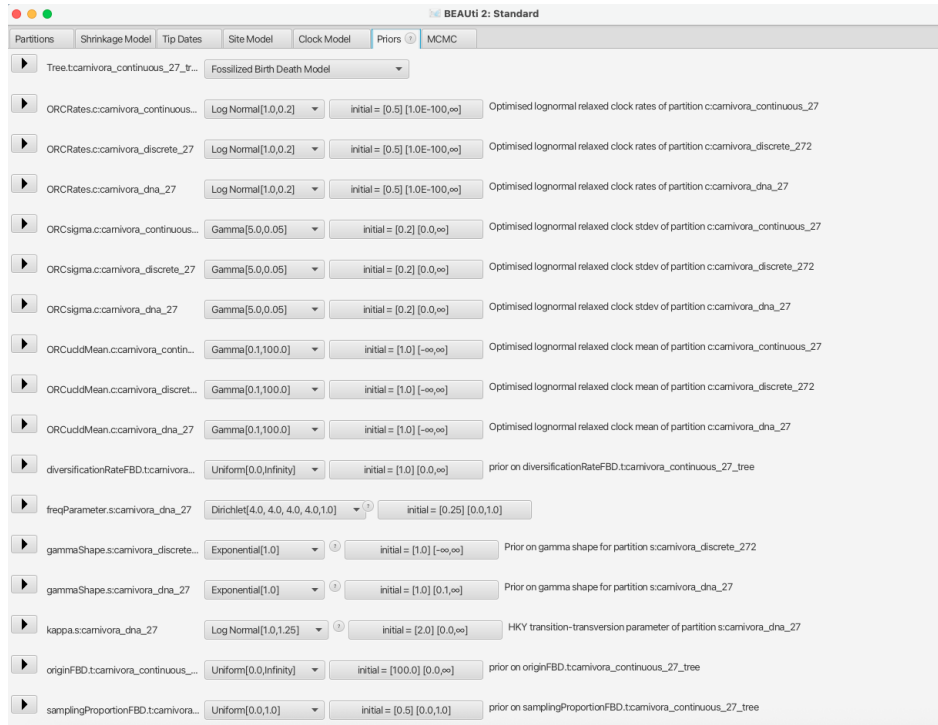 BEAUti 2: Standard
Partitions Shrinkage Model Tip Dates Site Model Clock Model Priors ? MCMC
Tree.t:carnivora_continuous_27_tr... Fossilized Birth Death Model
ORCRates.c:carnivora_continuous... Log Normal[1.0,0.2] initial = [0.5] [1.0E-100,∞] Optimised lognormal relaxed clock rates of partition c:carnivora_continuous_27
ORCRates.c:carnivora_discrete_27 Log Normal[1.0,0.2] initial = [0.5] [1.0E-100,∞] Optimised lognormal relaxed clock rates of partition c:carnivora_discrete_272
ORCRates.c:carnivora_dna_27 Log Normal[1.0,0.2] initial = [0.5] [1.0E-100,∞] Optimised lognormal relaxed clock rates of partition c:carnivora_dna_27
ORCsigma.c:carnivora_continuous... Gamma[5.0,0.05] initial = [0.2] [0.0,∞] Optimised lognormal relaxed clock stdev of partition c:carnivora_continuous_27
ORCsigma.c:carnivora_discrete_27 Gamma[5.0,0.05] initial = [0.2] [0.0,∞] Optimised lognormal relaxed clock stdev of partition c:carnivora_discrete_272
ORCsigma.c:carnivora_dna_27 Gamma[5.0,0.05] initial = [0.2] [0.0,∞] Optimised lognormal relaxed clock stdev of partition c:carnivora_dna_27
ORCucldMean.c:carnivora_contin... Gamma[0.1,100.0] initial = [1.0] [-∞,∞] Optimised lognormal relaxed clock mean of partition c:carnivora_continuous_27
ORCucldMean.c:carnivora_discret... Gamma[0.1,100.0] initial = [1.0] [-∞,∞] Optimised lognormal relaxed clock mean of partition c:carnivora_discrete_272
ORCucldMean.c:carnivora_dna_27 Gamma[0.1,100.0] initial = [1.0] [-∞,∞] Optimised lognormal relaxed clock mean of partition c:carnivora_dna_27
diversificationRateFBD.t:carnivora... Uniform[0.0,Infinity] initial = [1.0] [0.0,∞] prior on diversificationRateFBD.t:carnivora_continuous_27_tree
freqParameter.s:carnivora_dna_27 Dirichlet[4.0, 4.0, 4.0, 4.0,1.0] ? initial = [0.25] [0.0,1.0]
gammaShape.s:carnivora_discrete... Exponential[1.0] ? initial = [1.0] [-∞,∞] Prior on gamma shape for partition s:carnivora_discrete_272
gammaShape.s:carnivora_dna_27 Exponential[1.0] ? initial = [1.0] [0.1,∞] Prior on gamma shape for partition s:carnivora_dna_27
kappa.s:carnivora_dna_27 Log Normal[1.0,1.25] ? initial = [2.0] [0.0,∞] HKY transition-transversion parameter of partition s:carnivora_dna_27
originFBD.t:carnivora_continuous_... Uniform[0.0,Infinity] initial = [100.0] [0.0,∞] prior on originFBD.t:carnivora_continuous_27_tree
samplingProportionFBD.t:carnivora... Uniform[0.0,1.0] initial = [0.5] [0.0,1.0] prior on samplingProportionFBD.t:carnivora_continuous_27_tree